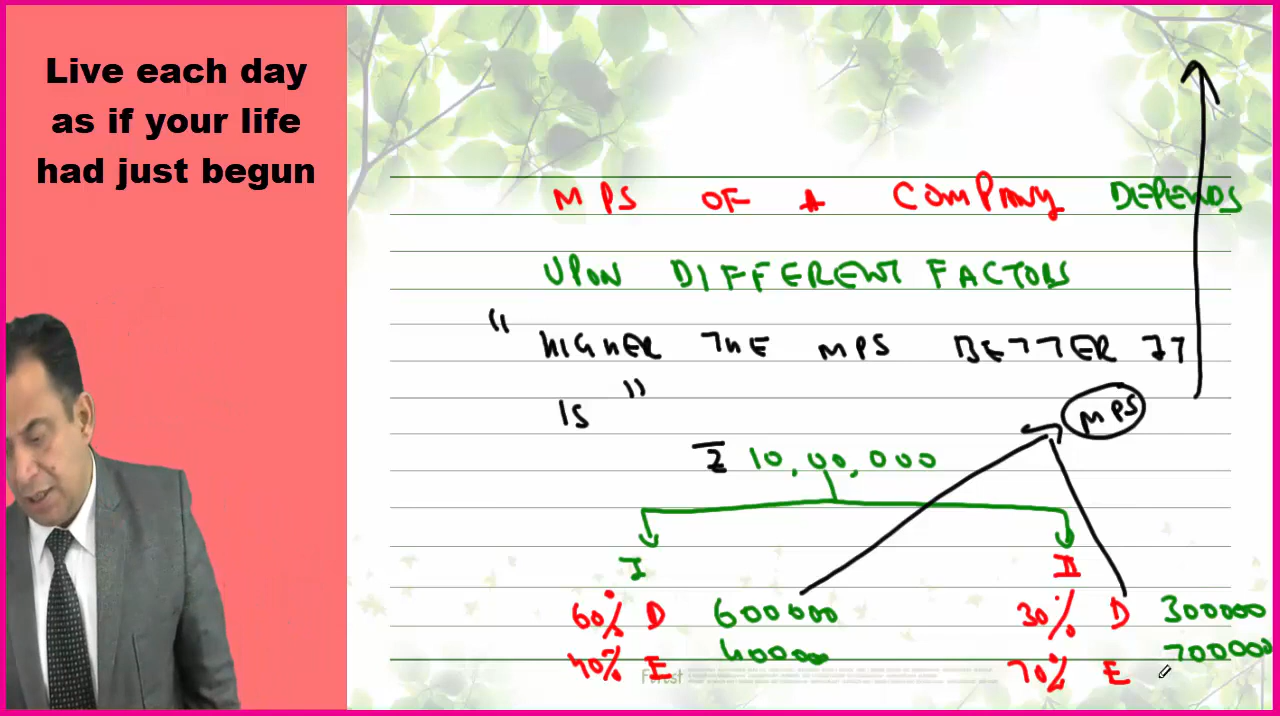 Live each day
as if your life
had just begun
MPS OF A COMPANY DEPENDS
UPON DIFFERENT FACTORS
" HIGHER THE MPS BETTER IT
IS "
MPS
₹ 10,00,000
I II
60% D 600000 30% D 300000
40% E 400000 70% E 700000
Forest